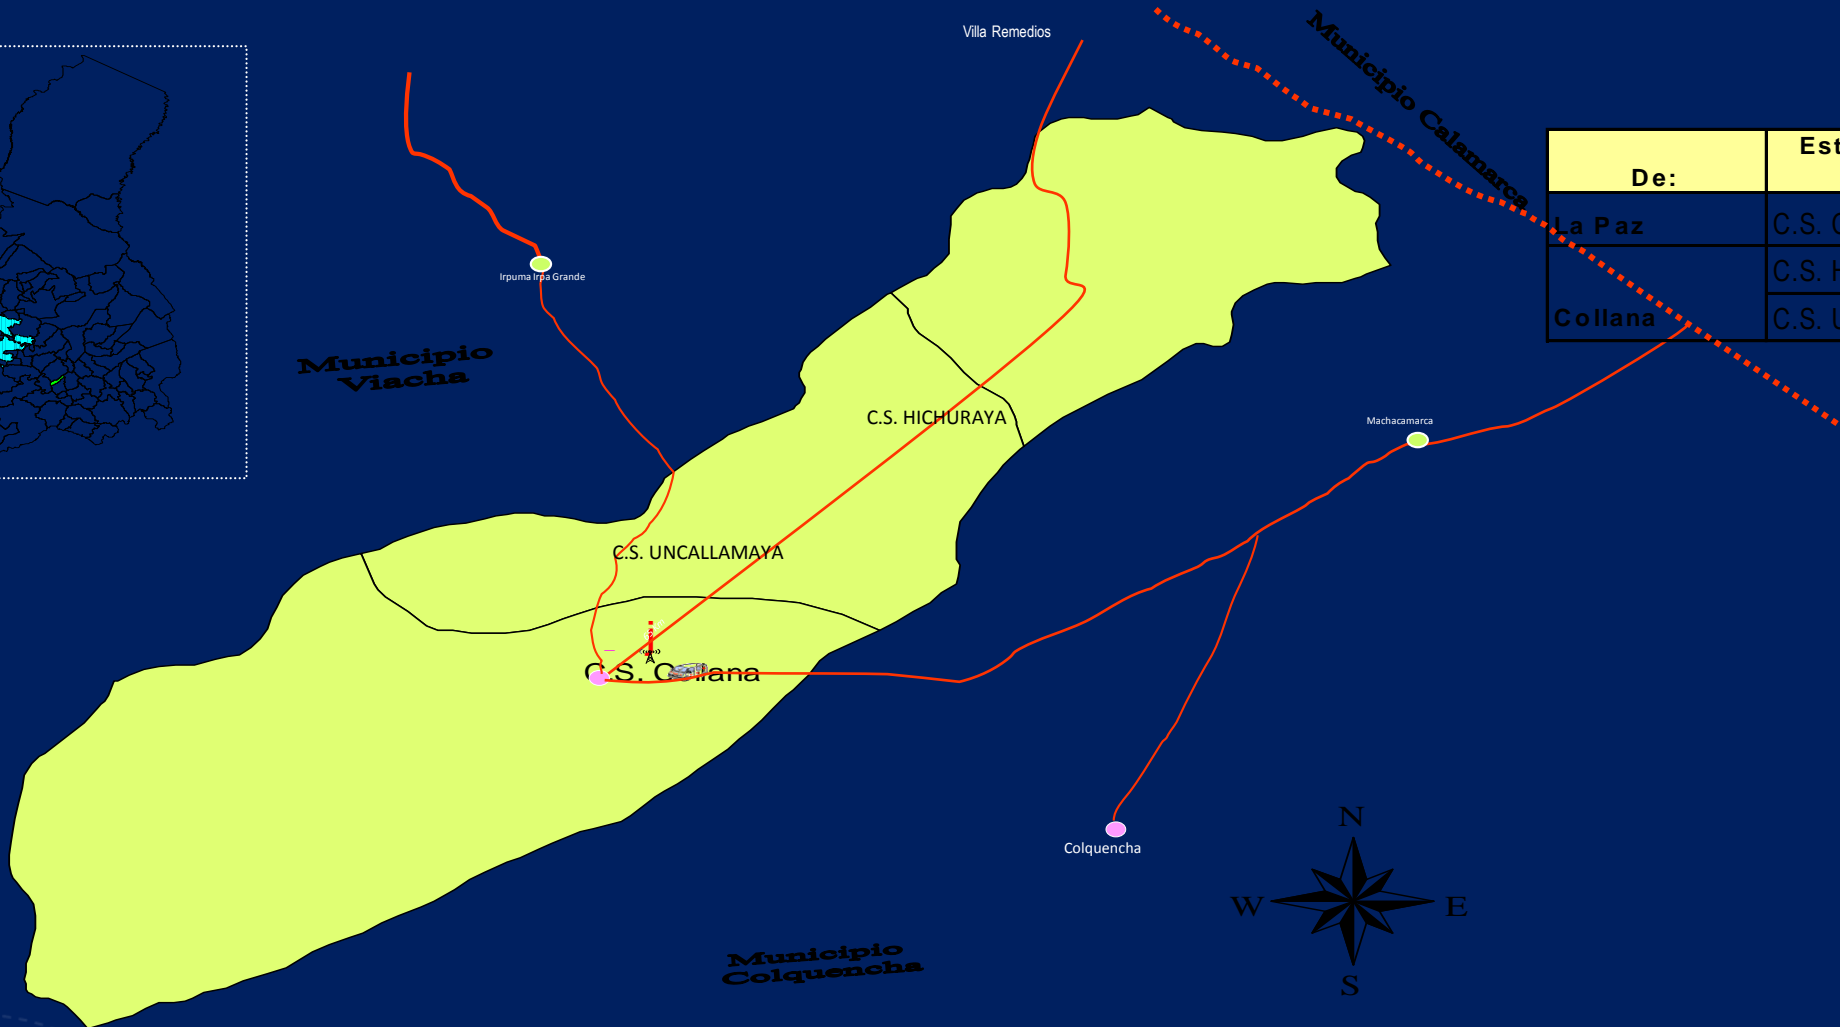 Villa Remedios
Municipio Calamarca
De:
La Paz
C.S.
C.S.
Collana
C.S.
Irpuma Irpa Grande
Municipio
Viacha
C.S. HICHURAYA
Machacamarca
C.S. UNCALLAMAYA
C.S. Collana
Colquencha
N
W
E
S
Municipio
Colquencha